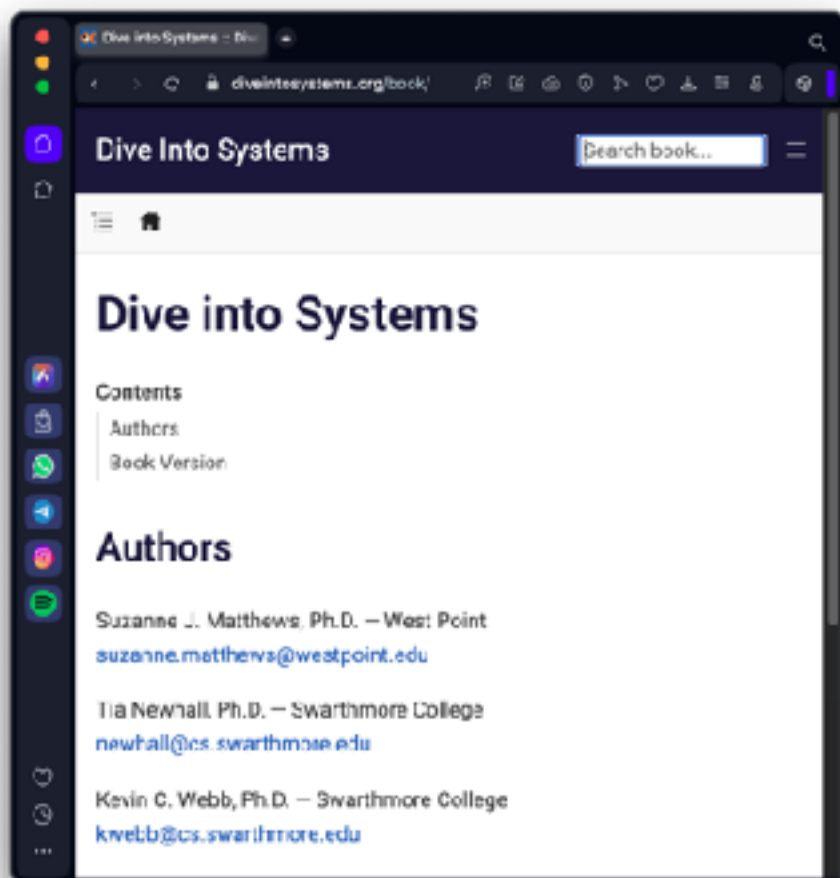 Dive into Systems :: Div
diveintosystems.org/book/
Dive Into Systems
Search book...
Dive into Systems
Contents
Authors
Book Version
Authors
Suzanne J. Matthews, Ph.D. — West Point
suzanne.matthews@westpoint.edu
Tia Newhall, Ph.D. — Swarthmore College
newhall@cs.swarthmore.edu
Kevin C. Webb, Ph.D. — Swarthmore College
kwebb@cs.swarthmore.edu